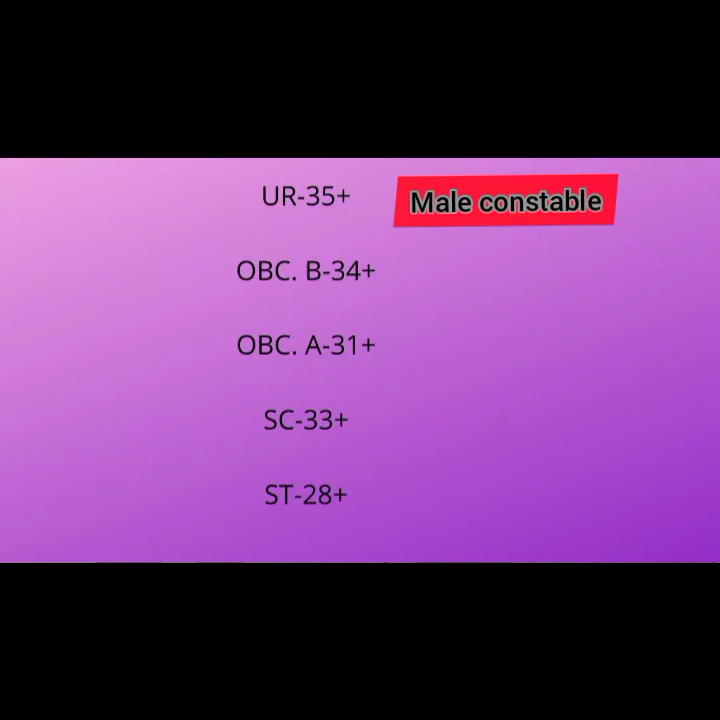 UR-35+
Male constable
OBC. B-34+
OBC. A-31+
SC-33+
ST-28+